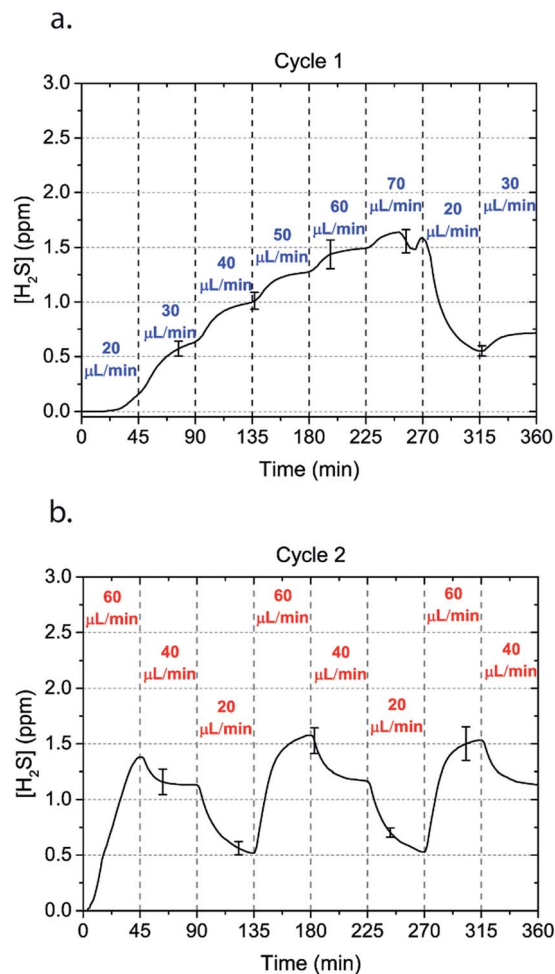 a.
Cycle 1
3.0
2.5
2.0
1.5
1.0
0.5
0.0
[H₂S] (ppm)
20
μL/min
30
μL/min
40
μL/min
50
μL/min
60
μL/min
70
μL/min
20
μL/min
30
μL/min
0 45 90 135 180 225 270 315 360
Time (min)
b.
Cycle 2
3.0
2.5
2.0
1.5
1.0
0.5
0.0
[H₂S] (ppm)
60
μL/min
40
μL/min
20
μL/min
60
μL/min
40
μL/min
20
μL/min
60
μL/min
40
μL/min
0 45 90 135 180 225 270 315 360
Time (min)